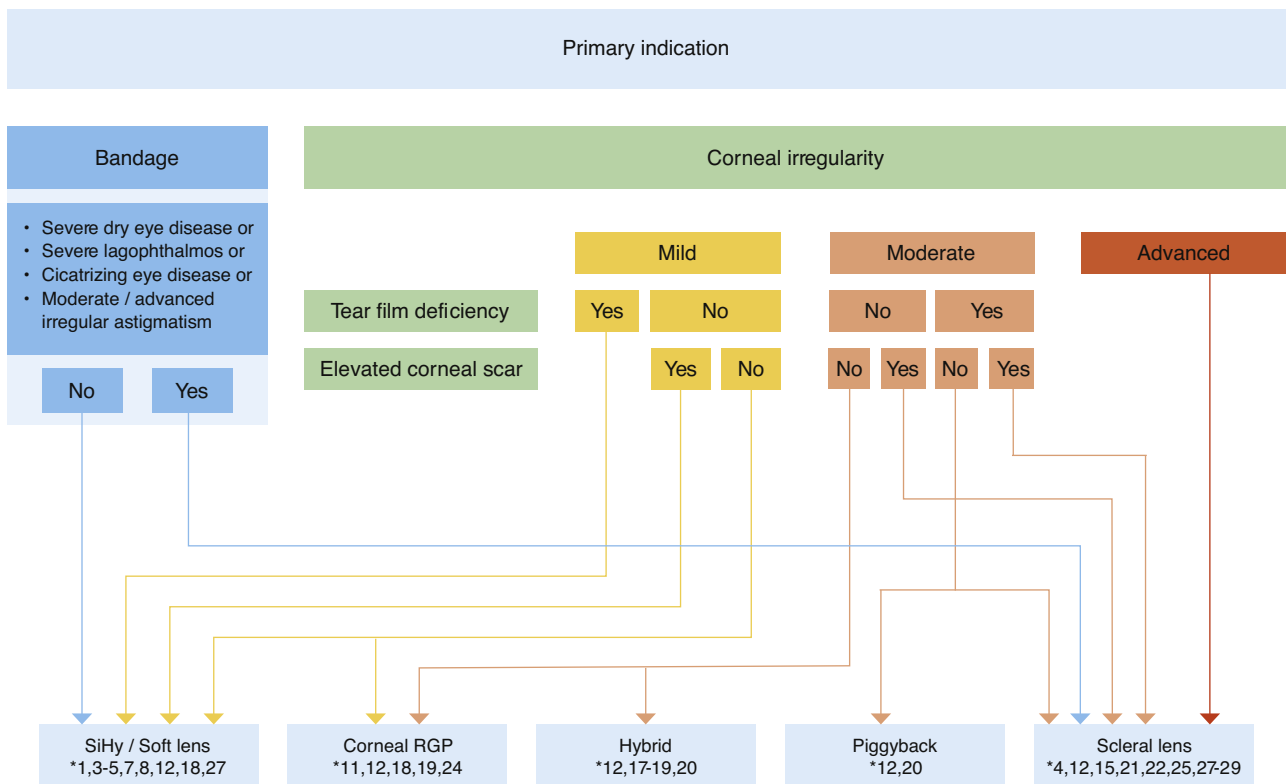 Primary indication
Bandage
Corneal irregularity
• Severe dry eye disease or
• Severe lagophthalmos or
• Cicatrizing eye disease or
• Moderate / advanced
irregular astigmatism
No
Yes
Mild
Moderate
Advanced
Tear film deficiency
Yes
No
No
Yes
Elevated corneal scar
Yes
No
No
Yes
No
Yes
SiHy / Soft lens
*1,3-5,7,8,12,18,27
Corneal RGP
*11,12,18,19,24
Hybrid
*12,17-19,20
Piggyback
*12,20
Scleral lens
*4,12,15,21,22,25,27-29